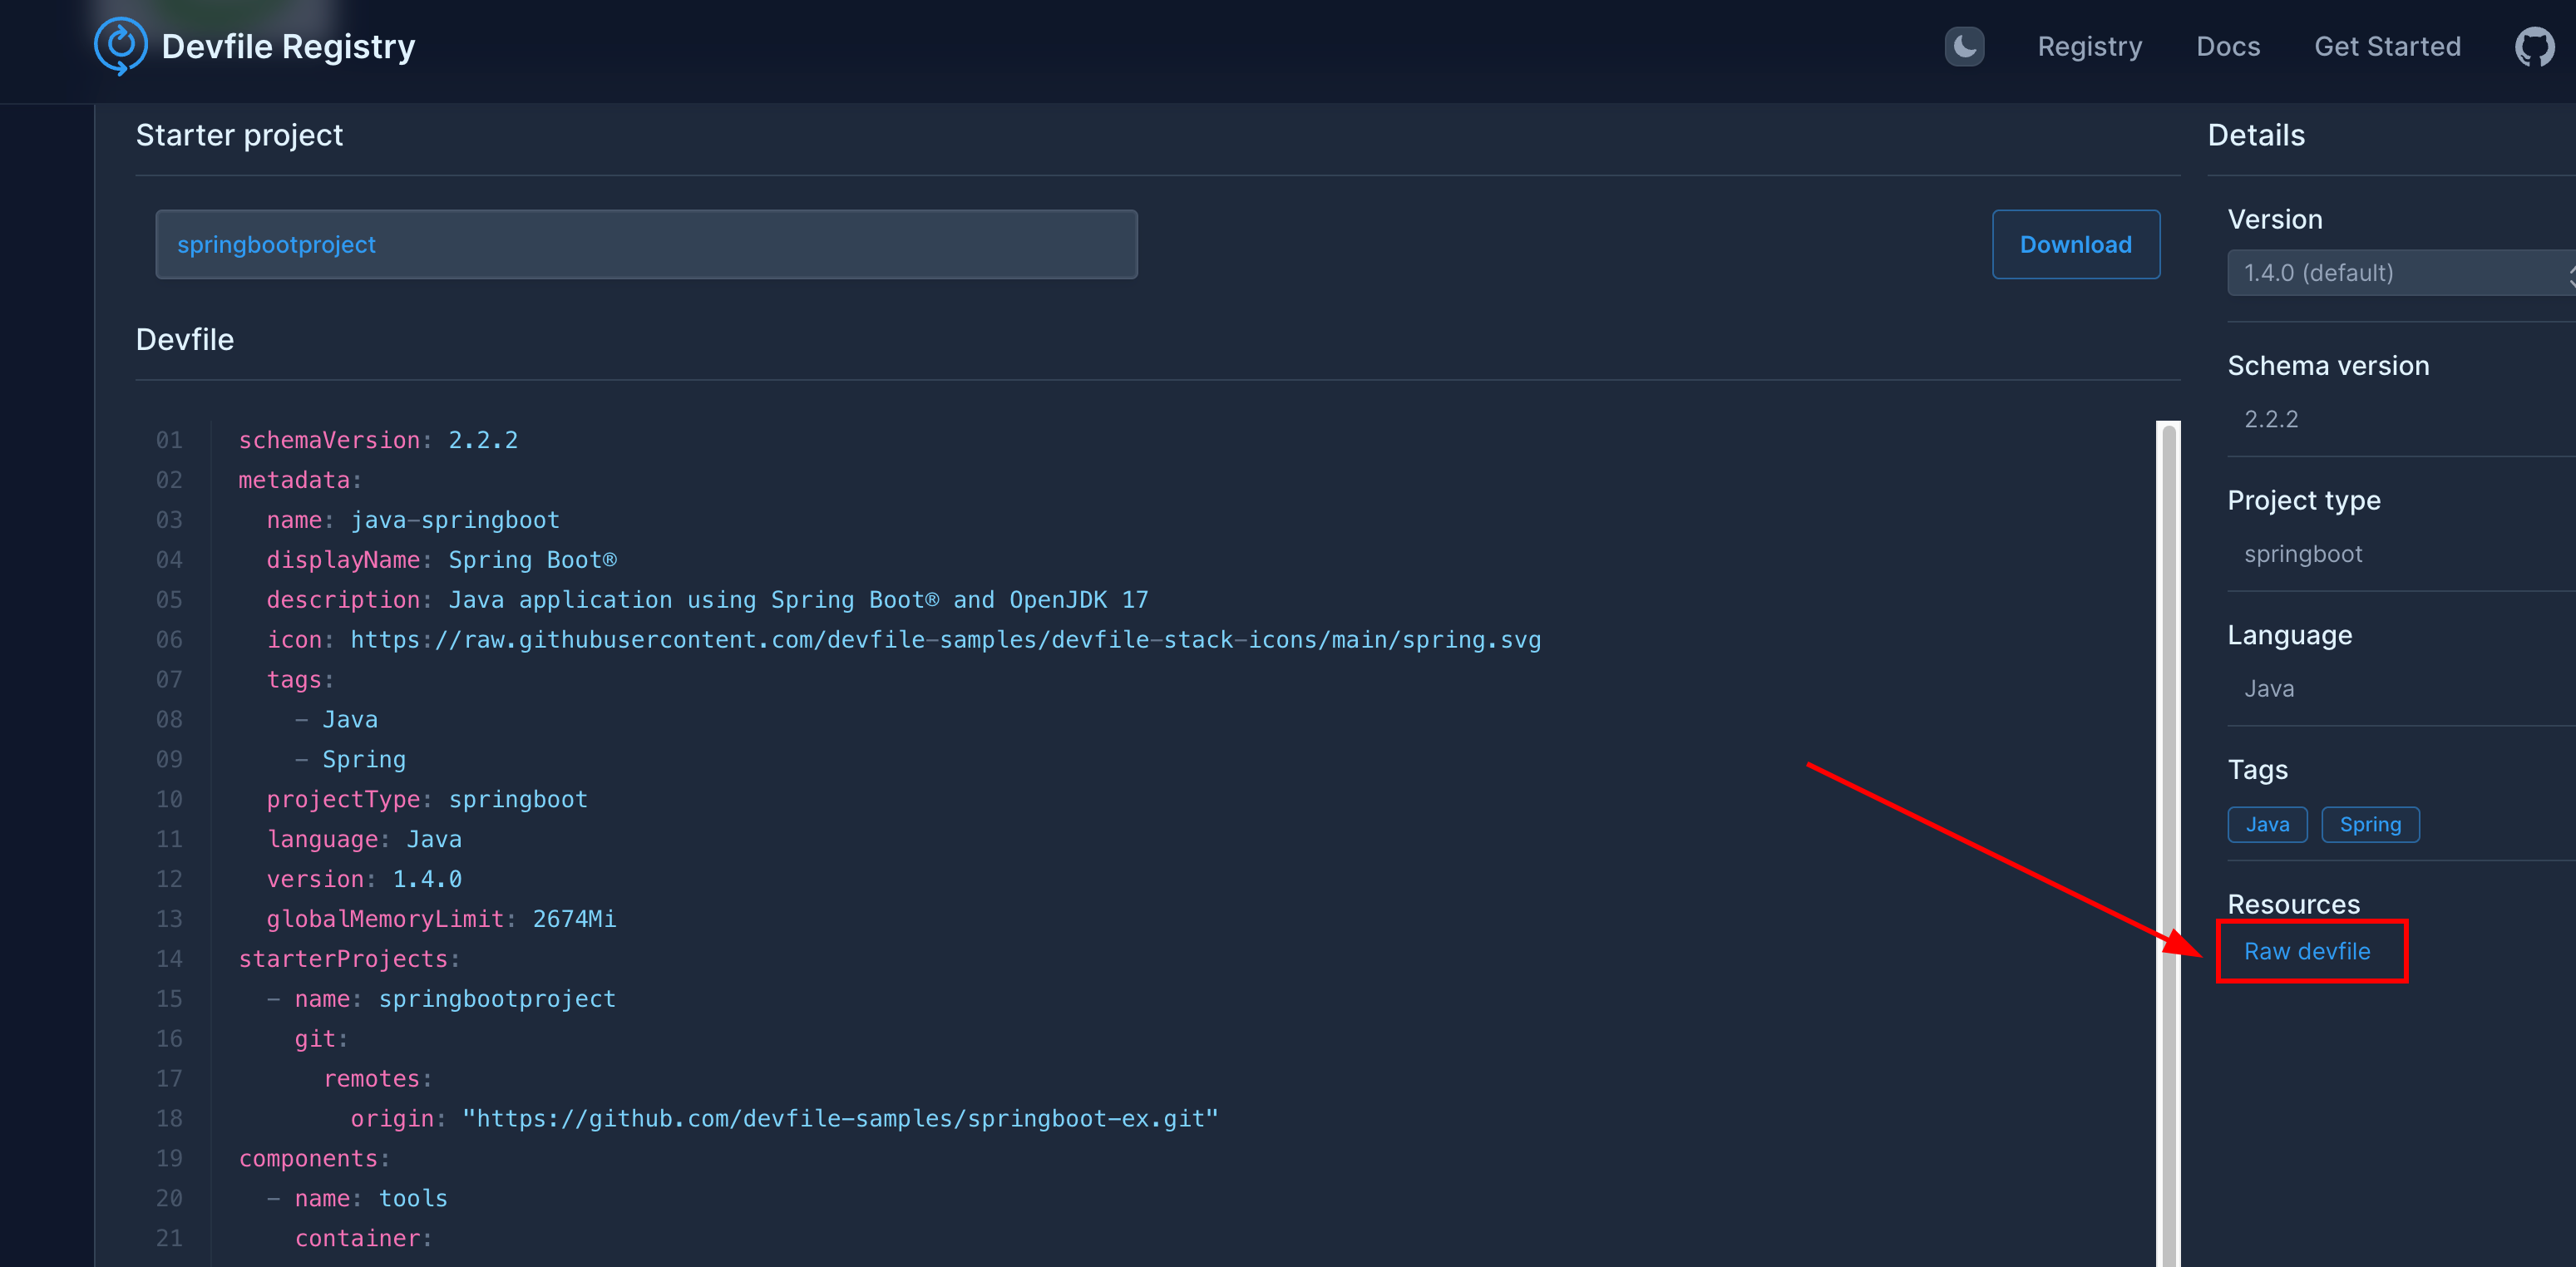 Devfile Registry
Registry
Docs
Get Started
Starter project
springbootproject
Download
Devfile
01 schemaVersion: 2.2.2
02 metadata:
03 name: java-springboot
04 displayName: Spring Boot®
05 description: Java application using Spring Boot® and OpenJDK 17
06 icon: https://raw.githubusercontent.com/devfile-samples/devfile-stack-icons/main/spring.svg
07 tags:
08 - Java
09 - Spring
10 projectType: springboot
11 language: Java
12 version: 1.4.0
13 globalMemoryLimit: 2674Mi
14 starterProjects:
15 - name: springbootproject
16 git:
17 remotes:
18 origin: "https://github.com/devfile-samples/springboot-ex.git"
19 components:
20 - name: tools
21 container:
Details
Version
1.4.0 (default)
Schema version
2.2.2
Project type
springboot
Language
Java
Tags
Java
Spring
Resources
Raw devfile